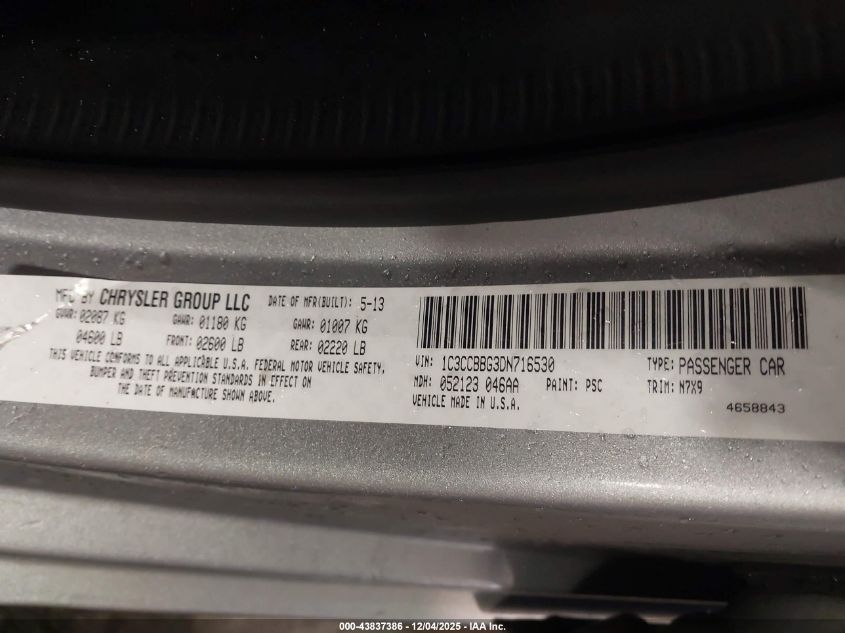 MFG BY CHRYSLER GROUP LLC DATE OF MFR(BUILT): 5-13
GVWR: 02087 KG GAWR: 01180 KG GAWR: 01007 KG
04600 LB FRONT: 02600 LB REAR: 02220 LB
THIS VEHICLE CONFORMS TO ALL APPLICABLE U.S.A. FEDERAL MOTOR VEHICLE SAFETY,
BUMPER AND THEFT PREVENTION STANDARDS IN EFFECT ON
THE DATE OF MANUFACTURE SHOWN ABOVE.
VIN: 1C3CCBBG3DN716530 TYPE: PASSENGER CAR
MDH: 052123 046AA PAINT: PSC TRIM: N7X9
VEHICLE MADE IN U.S.A. 4658843
000-43837386 - 12/04/2025 - IAA Inc.